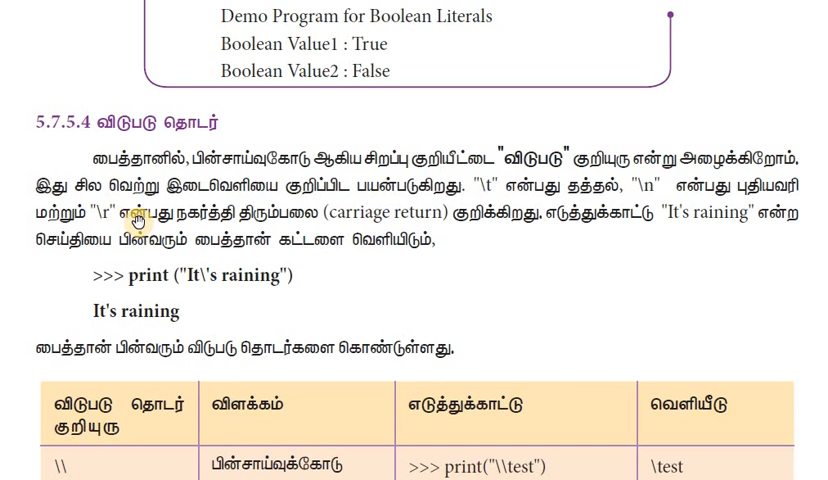 Demo Program for Boolean Literals
Boolean Value1 : True
Boolean Value2 : False
5.7.5.4 விடுபடு தொடர்
பைத்தானில், பின்சாய்வுகோடு ஆகிய சிறப்பு குறியீட்டை "விடுபடு" குறியுரு என்று அழைக்கிறோம்.
இது சில வெற்று இடைவெளியை குறிப்பிட பயன்படுகிறது. "\t" என்பது தத்தல், "\n" என்பது புதியவரி
மற்றும் "\r" என்பது நகர்த்தி திரும்பலை (carriage return) குறிக்கிறது. எடுத்துக்காட்டு "It's raining" என்ற
செய்தியை பின்வரும் பைத்தான் கட்டளை வெளியிடும்,
>>> print ("It\'s raining")
It's raining
பைத்தான் பின்வரும் விடுபடு தொடர்களை கொண்டுள்ளது.
விடுபடு தொடர் விளக்கம் எடுத்துக்காட்டு வெளியீடு
குறியுரு
\\ பின்சாய்வுக்கோடு >>> print("\\test") \test